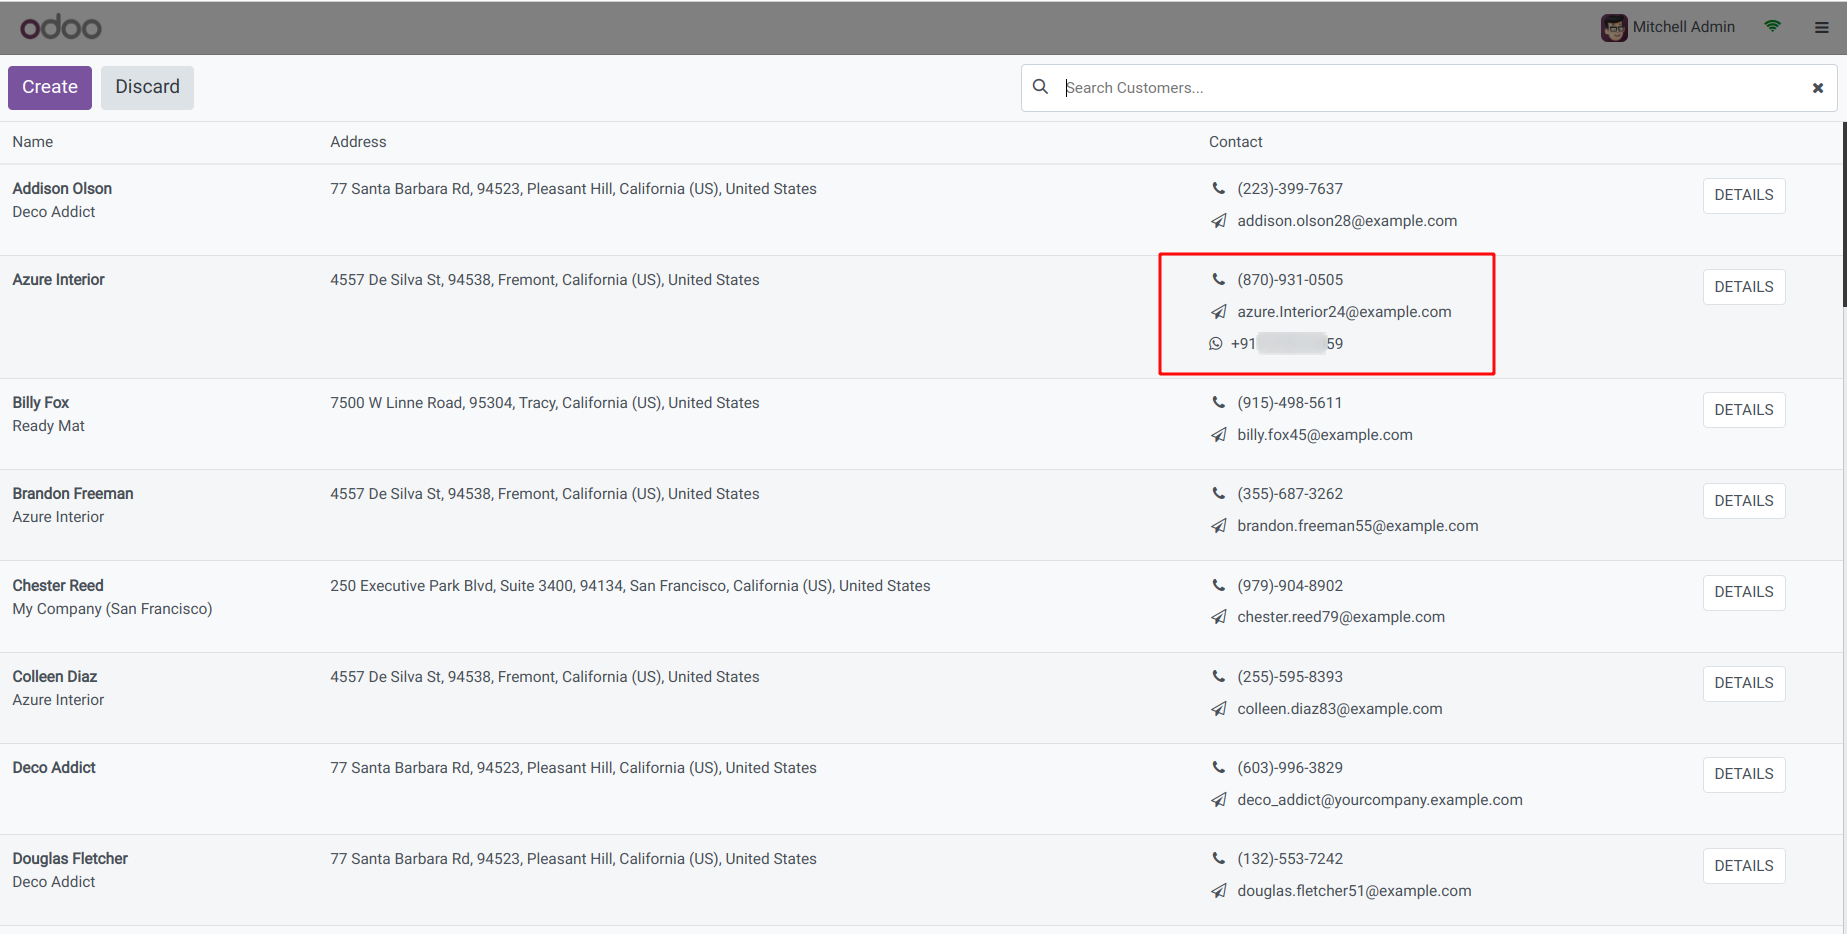 odoo Mitchell Admin
Create Discard Search Customers...
Name Address Contact
Addison Olson 77 Santa Barbara Rd, 94523, Pleasant Hill, California (US), United States (223)-399-7637 DETAILS
Deco Addict addison.olson28@example.com
Azure Interior 4557 De Silva St, 94538, Fremont, California (US), United States (870)-931-0505 DETAILS
azure.Interior24@example.com
+91 59
Billy Fox 7500 W Linne Road, 95304, Tracy, California (US), United States (915)-498-5611 DETAILS
Ready Mat billy.fox45@example.com
Brandon Freeman 4557 De Silva St, 94538, Fremont, California (US), United States (355)-687-3262 DETAILS
Azure Interior brandon.freeman55@example.com
Chester Reed 250 Executive Park Blvd, Suite 3400, 94134, San Francisco, California (US), United States (979)-904-8902 DETAILS
My Company (San Francisco) chester.reed79@example.com
Colleen Diaz 4557 De Silva St, 94538, Fremont, California (US), United States (255)-595-8393 DETAILS
Azure Interior colleen.diaz83@example.com
Deco Addict 77 Santa Barbara Rd, 94523, Pleasant Hill, California (US), United States (603)-996-3829 DETAILS
deco_addict@yourcompany.example.com
Douglas Fletcher 77 Santa Barbara Rd, 94523, Pleasant Hill, California (US), United States (132)-553-7242 DETAILS
Deco Addict douglas.fletcher51@example.com